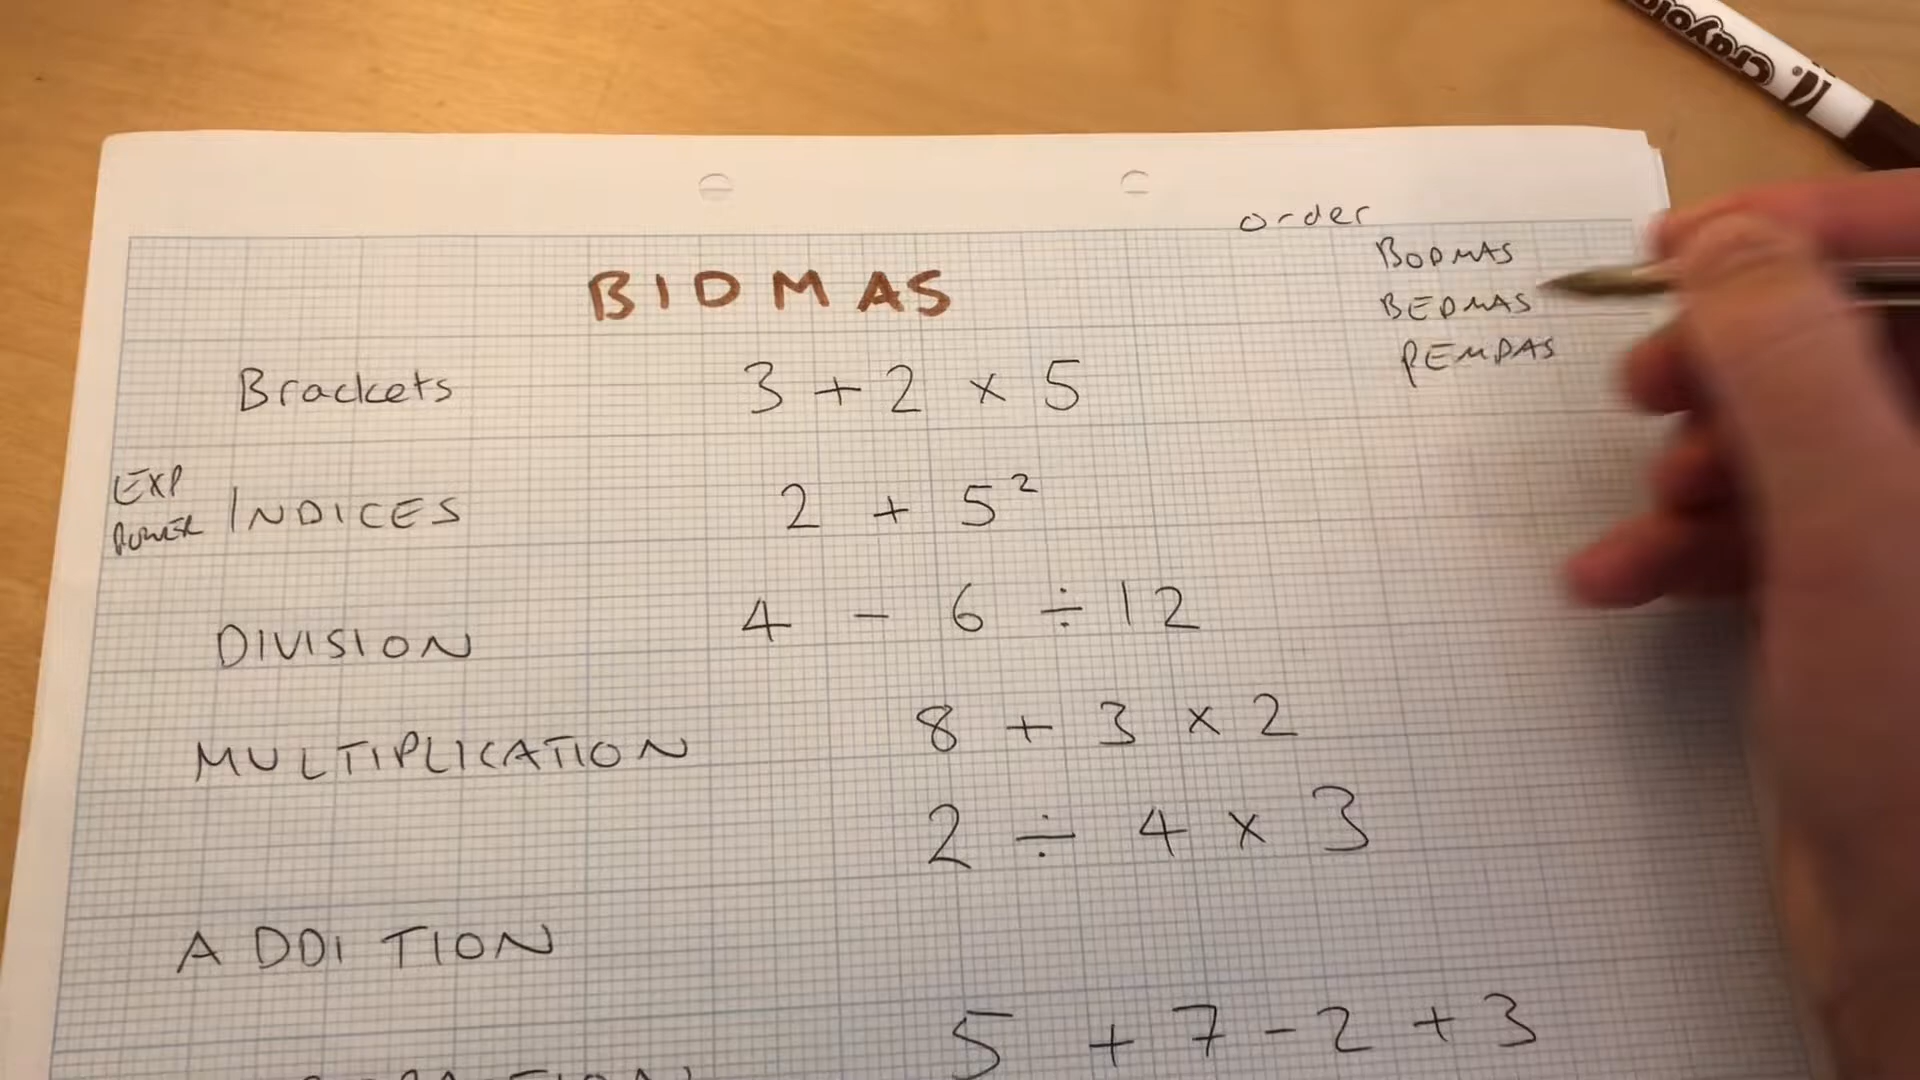 Crayola
order
BODMAS
BIDMAS
BEDMAS
PEMDAS
Brackets 3 + 2 × 5
EXP
POWER INDICES 2 + 5²
DIVISION 4 - 6 ÷ 12
MULTIPLICATION 8 + 3 × 2
2 ÷ 4 × 3
ADDITION
5 + 7 - 2 + 3